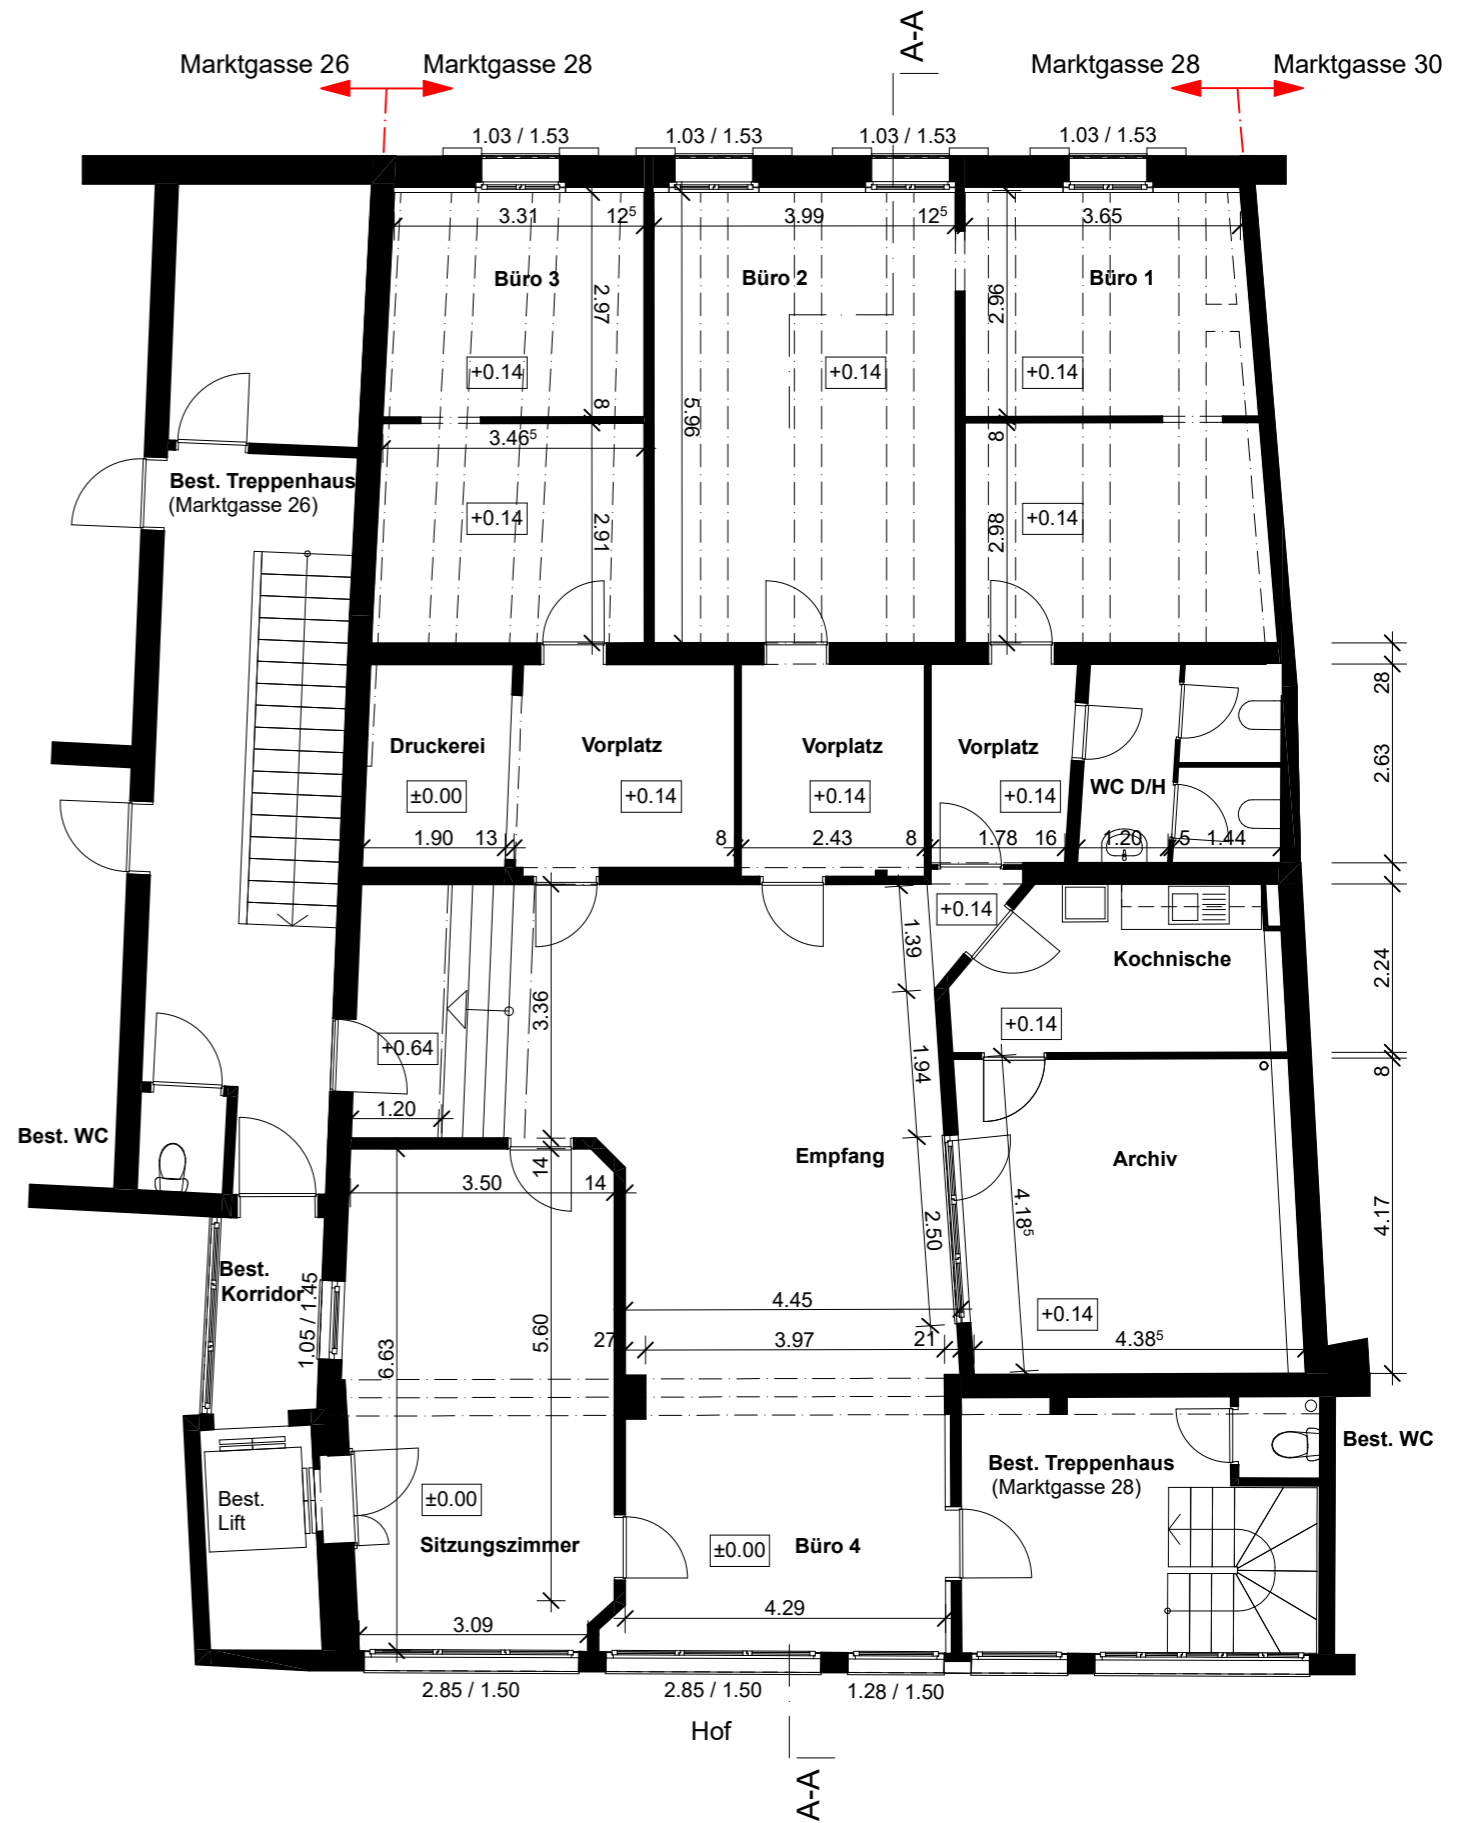 A-A
Marktgasse 26
Marktgasse 28
Marktgasse 28
Marktgasse 30
1.03 / 1.53
1.03 / 1.53
1.03 / 1.53
1.03 / 1.53
3.31
12⁵
3.99
12⁵
3.65
Büro 3
Büro 2
Büro 1
2.97
2.96
+0.14
+0.14
+0.14
8
5.96
3.46⁵
8
Best. Treppenhaus
(Marktgasse 26)
+0.14
2.91
2.98
+0.14
28
Druckerei
Vorplatz
Vorplatz
Vorplatz
2.63
WC D/H
±0.00
+0.14
+0.14
+0.14
1.90
13
8
2.43
8
1.78
16
1.20
5
1.44
+0.14
1.39
Kochnische
2.24
3.36
+0.14
+0.64
1.94
8
1.20
Best. WC
Empfang
Archiv
14
3.50
14
4.18⁵
2.50
4.17
Best.
Korridor
1.05 / 1.45
4.45
+0.14
6.63
5.60
27
3.97
21
4.38⁵
Best. WC
Best. Treppenhaus
(Marktgasse 28)
Best.
Lift
±0.00
Sitzungszimmer
±0.00
Büro 4
4.29
3.09
2.85 / 1.50
2.85 / 1.50
1.28 / 1.50
Hof
A-A